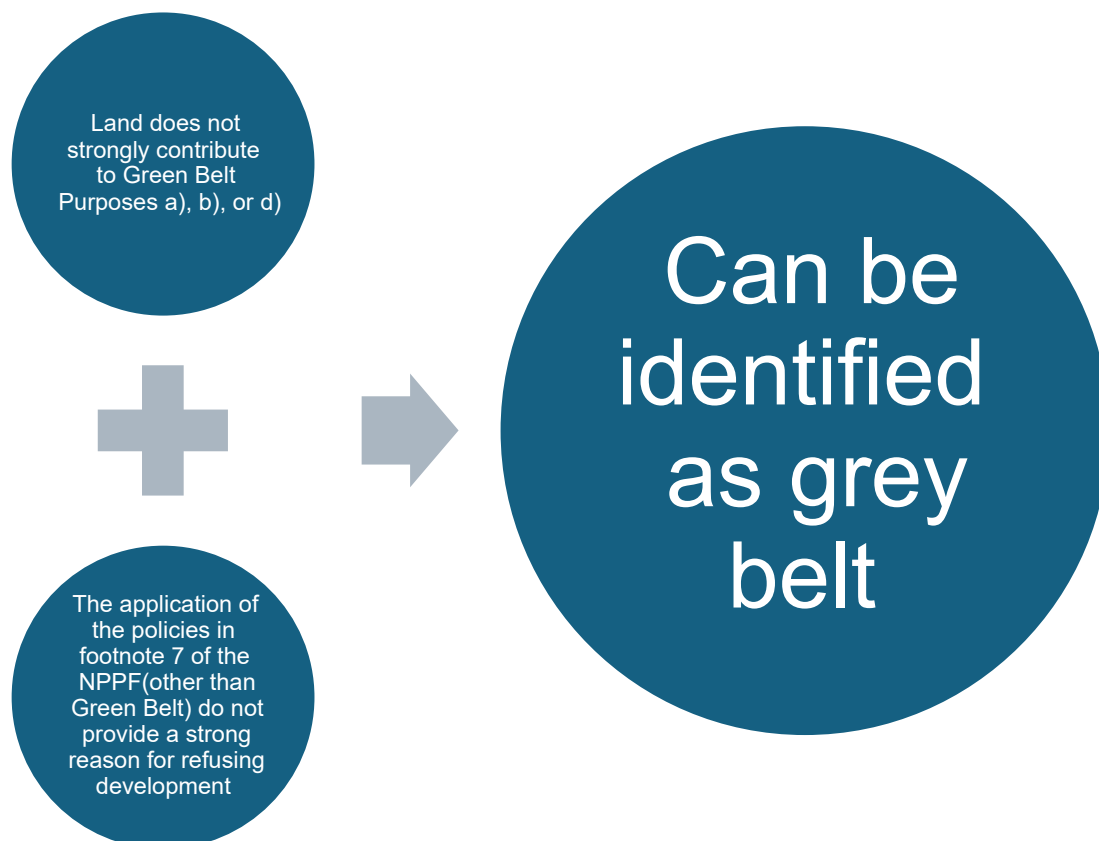 Land does not
strongly contribute
to Green Belt
Purposes a), b), or d)
The application of
the policies in
footnote 7 of the
NPPF(other than
Green Belt) do not
provide a strong
reason for refusing
development
Can be
identified
as grey
belt